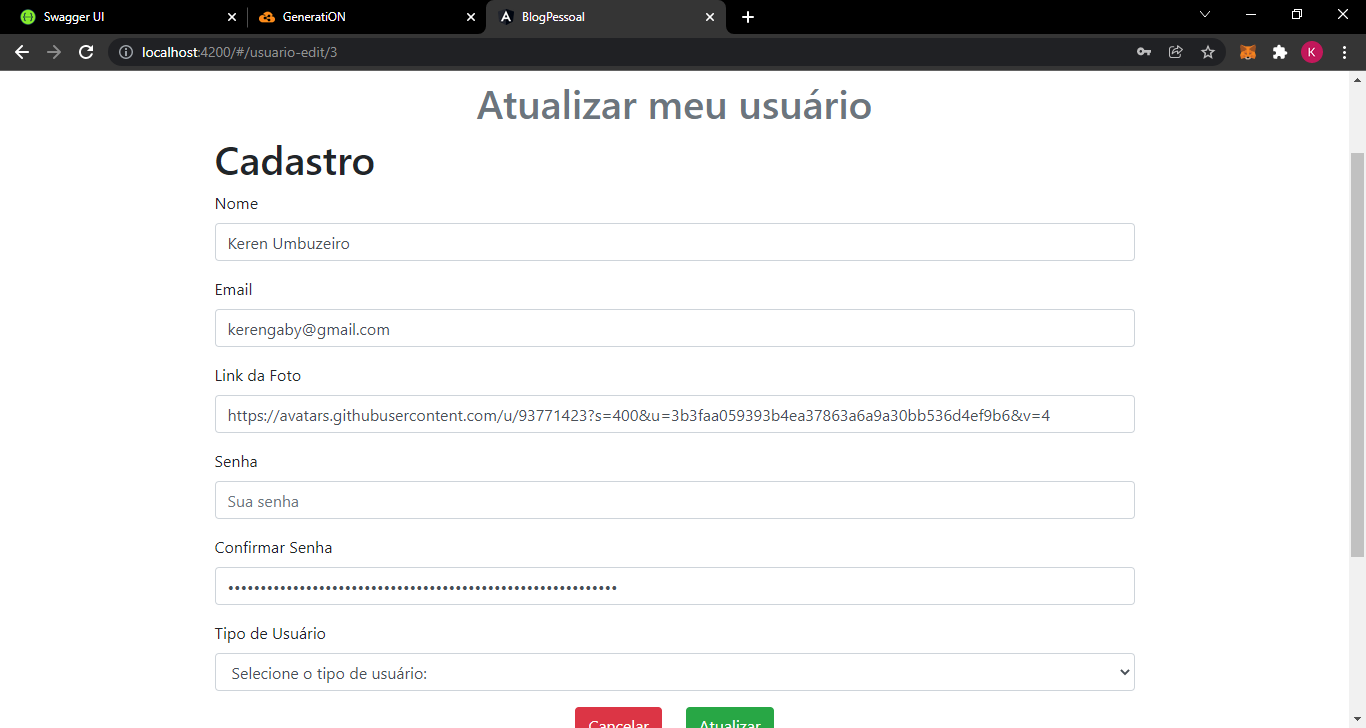 Swagger UI
GeneratiON
BlogPessoal
localhost:4200/#/usuario-edit/3
K
Atualizar meu usuário
Cadastro
Nome
Keren Umbuzeiro
Email
kerengaby@gmail.com
Link da Foto
https://avatars.githubusercontent.com/u/93771423?s=400&u=3b3faa059393b4ea37863a6a9a30bb536d4ef9b6&v=4
Senha
Sua senha
Confirmar Senha
Tipo de Usuário
Selecione o tipo de usuário:
Cancelar Atualizar